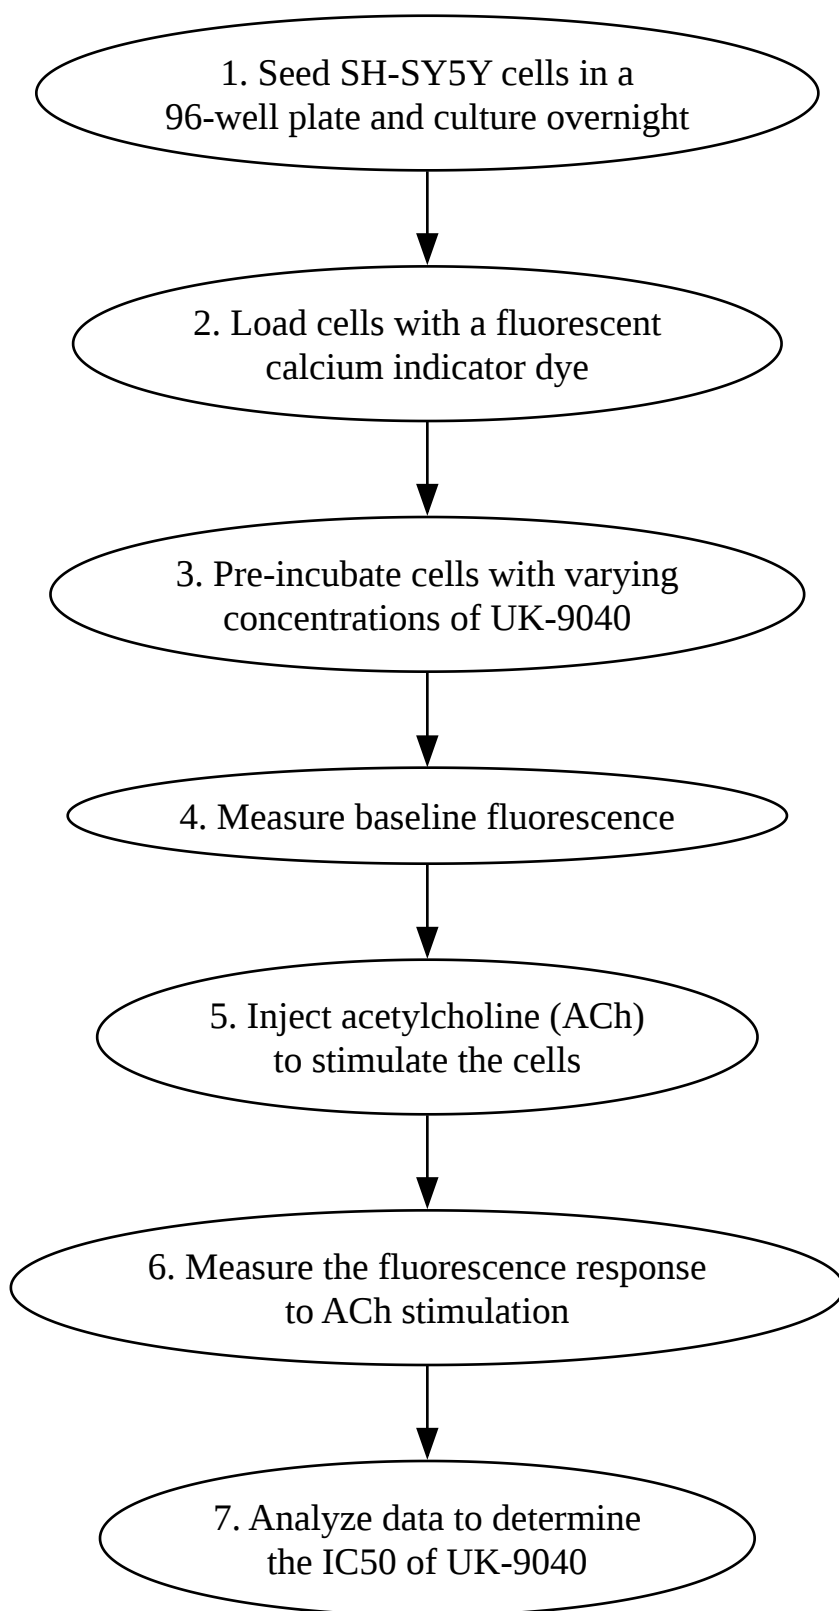 1. Seed SH-SY5Y cells in a
96-well plate and culture overnight
2. Load cells with a fluorescent
calcium indicator dye
3. Pre-incubate cells with varying
concentrations of UK-9040
4. Measure baseline fluorescence
5. Inject acetylcholine (ACh)
to stimulate the cells
6. Measure the fluorescence response
to ACh stimulation
7. Analyze data to determine
the IC50 of UK-9040